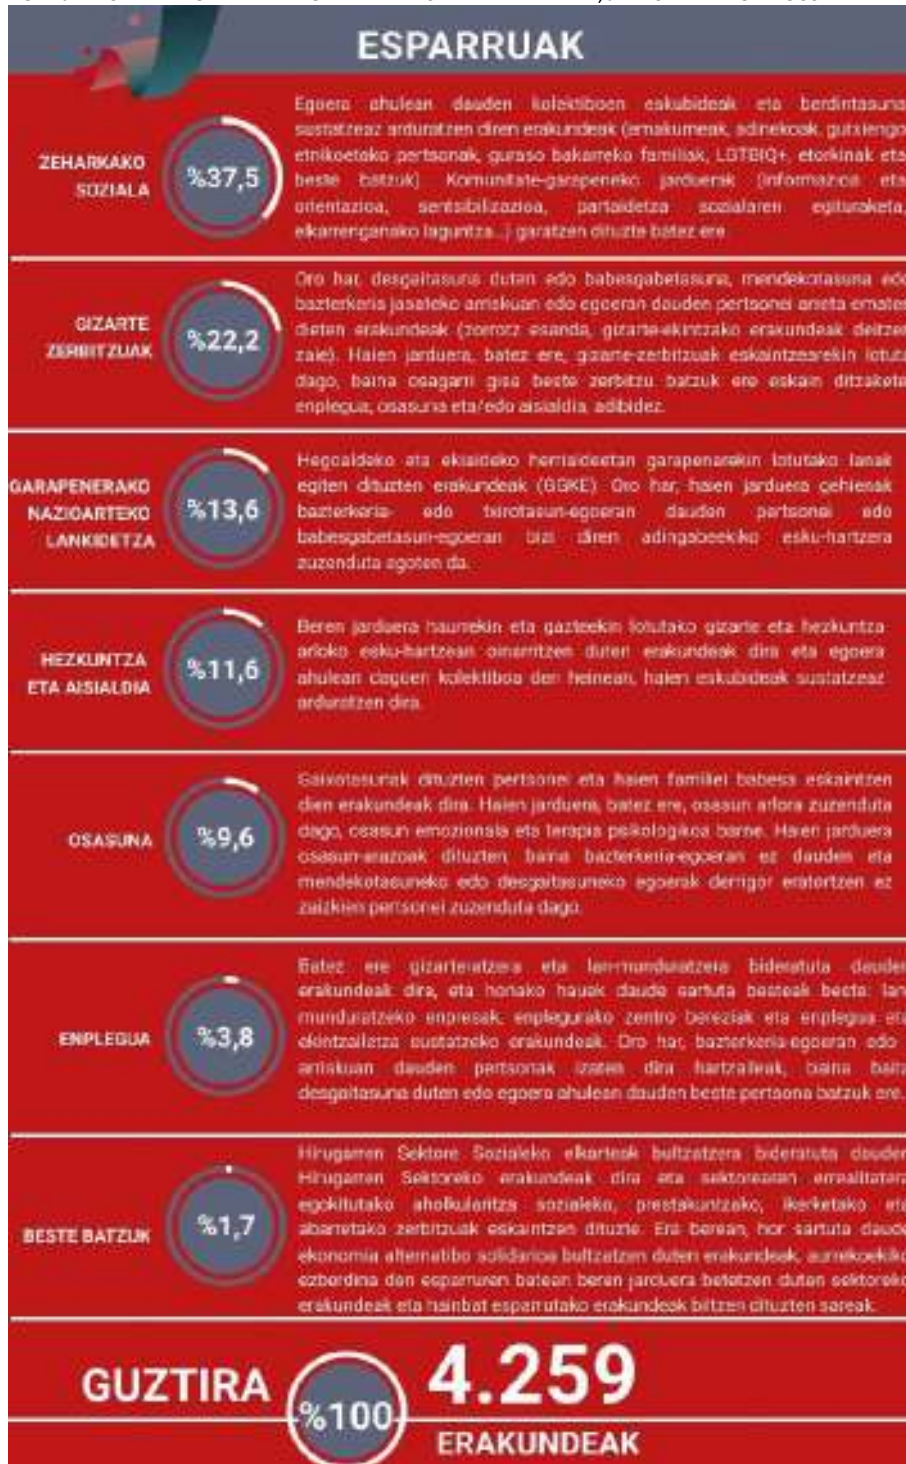 ESPARRUAK
ZEHARKAKO
SOZIALA
%37,5
Egoera ahulean dauden kolektiboen eskubideak eta berdintasuna
sustatzeaz arduratzen diren erakundeak (emakumeak, adinekoak, gutxiengo
etnikoetako pertsonak, guraso bakarreko familiak, LGTBIQ+, etorkinak eta
beste batzuk). Komunitate-garapeneko jarduerak (informazioa eta
orientazioa, sentsibilizazioa, partaidetza sozialaren egituraketa,
elkarrenganako laguntza...) garatzen dituzte batez ere.
GIZARTE
ZERBITZUAK
%22,2
Oro har, desgaitasuna duten edo babesgabetasuna, mendekotasuna edo
bazterkeria jasateko arriskuan edo egoeran dauden pertsonei arreta ematen
dieten erakundeak (zorrotz esanda, gizarte-ekintzako erakundeak deitzen
zaie). Haien jarduera, batez ere, gizarte-zerbitzuak eskaintzearekin lotuta
dago, baina osagarri gisa beste zerbitzu batzuk ere eskain ditzakete:
enplegua, osasuna eta/edo aisialdia, adibidez.
GARAPENERAKO
NAZIOARTEKO
LANKIDETZA
%13,6
Hegoaldeko eta ekialdeko herrialdeetan garapenarekin lotutako lanak
egiten dituzten erakundeak (GGKE). Oro har, haien jarduera gehienak
bazterkeria- edo txirotasun-egoeran dauden pertsonei edo
babesgabetasun-egoeran bizi diren adingabeekiko esku-hartzera
zuzenduta egoten da.
HEZKUNTZA
ETA AISIALDIA
%11,6
Beren jarduera haurrekin eta gazteekin lotutako gizarte eta hezkuntza
arloko esku-hartzean oinarritzen duten erakundeak dira eta egoera
ahulean dagoen kolektiboa den heinean, haien eskubideak sustatzeaz
arduratzen dira.
OSASUNA
%9,6
Gaixotasunak dituzten pertsonei eta haien familiei babesa eskaintzen
dien erakundeak dira. Haien jarduera, batez ere, osasun arlora zuzenduta
dago, osasun emozionala eta terapia psikologikoa barne. Haien jarduera
osasun-arazoak dituzten, baina bazterkeria-egoeran ez dauden eta
mendekotasuneko edo desgaitasuneko egoerak derrigor eratortzen ez
zaizkien pertsonei zuzenduta dago.
ENPLEGUA
%3,8
Batez ere gizarteratzera eta lan-munduratzera bideratuta dauden
erakundeak dira, eta honako hauek daude sartuta besteak beste: lan
munduratzeko enpresak, enplegurako zentro bereziak eta enplegua eta
ekintzailetza sustatzeko erakundeak. Oro har, bazterkeria-egoeran edo -
arriskuan dauden pertsonak izaten dira hartzaileak, baina baita
desgaitasuna duten edo egoera ahulean dauden beste pertsona batzuk ere.
BESTE BATZUK
%1,7
Hirugarren Sektore Sozialeko elkarteak bultzatzera bideratuta dauden
Hirugarren Sektoreko erakundeak dira eta sektorearen errealitatera
egokitutako aholkularitza sozialeko, prestakuntzako, ikerketako eta
abarretako zerbitzuak eskaintzen dituzte. Era berean, hor sartuta daude
ekonomia alternatibo solidarioa bultzatzen duten erakundeak, aurrekoekiko
ezberdina den esparruren batean beren jarduera betetzen duten sektoreko
erakundeak eta hainbat esparrutako erakundeak biltzen dituzten sareak.
GUZTIRA
%100
4.259
ERAKUNDEAK